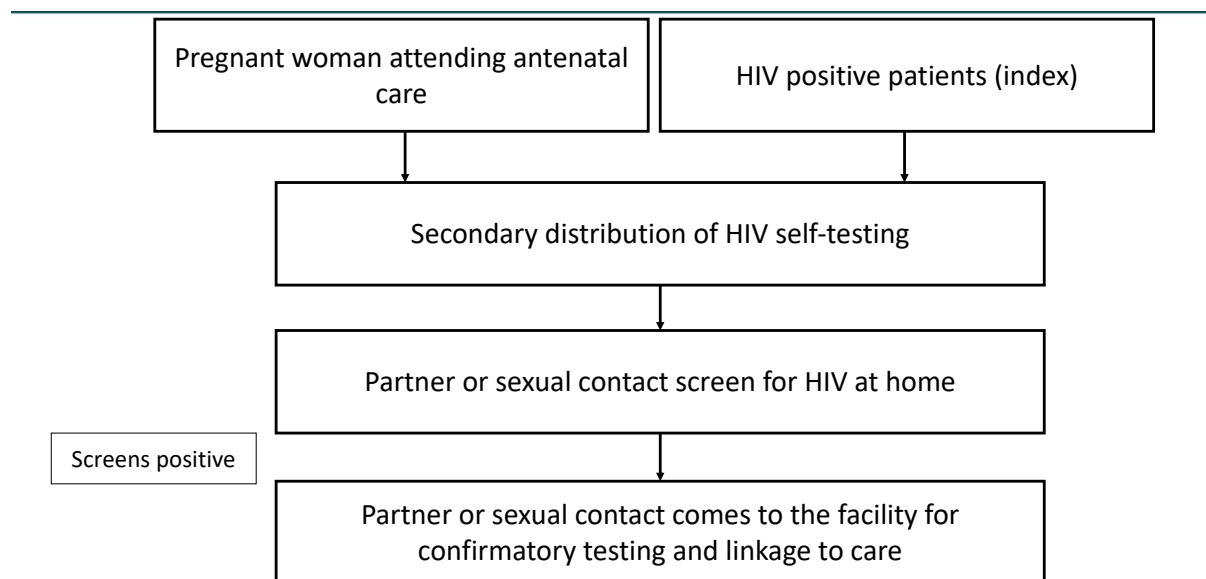 Pregnant woman attending antenatal
care
HIV positive patients (index)
Secondary distribution of HIV self-testing
Partner or sexual contact screen for HIV at home
Screens positive
Partner or sexual contact comes to the facility for
confirmatory testing and linkage to care